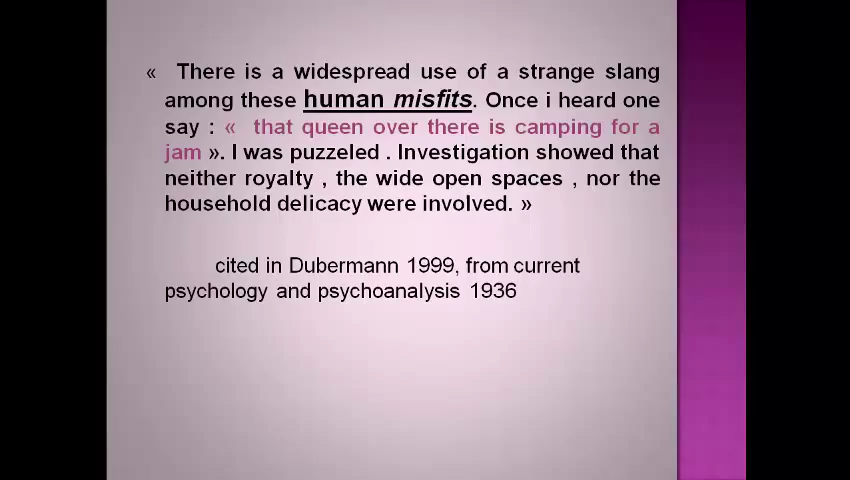 «  There is a widespread use of a strange slang
among these human misfits. Once i heard one
say : «  that queen over there is camping for a
jam ». I was puzzeled . Investigation showed that
neither royalty , the wide open spaces , nor the
household delicacy were involved. »
cited in Dubermann 1999, from current
psychology and psychoanalysis 1936